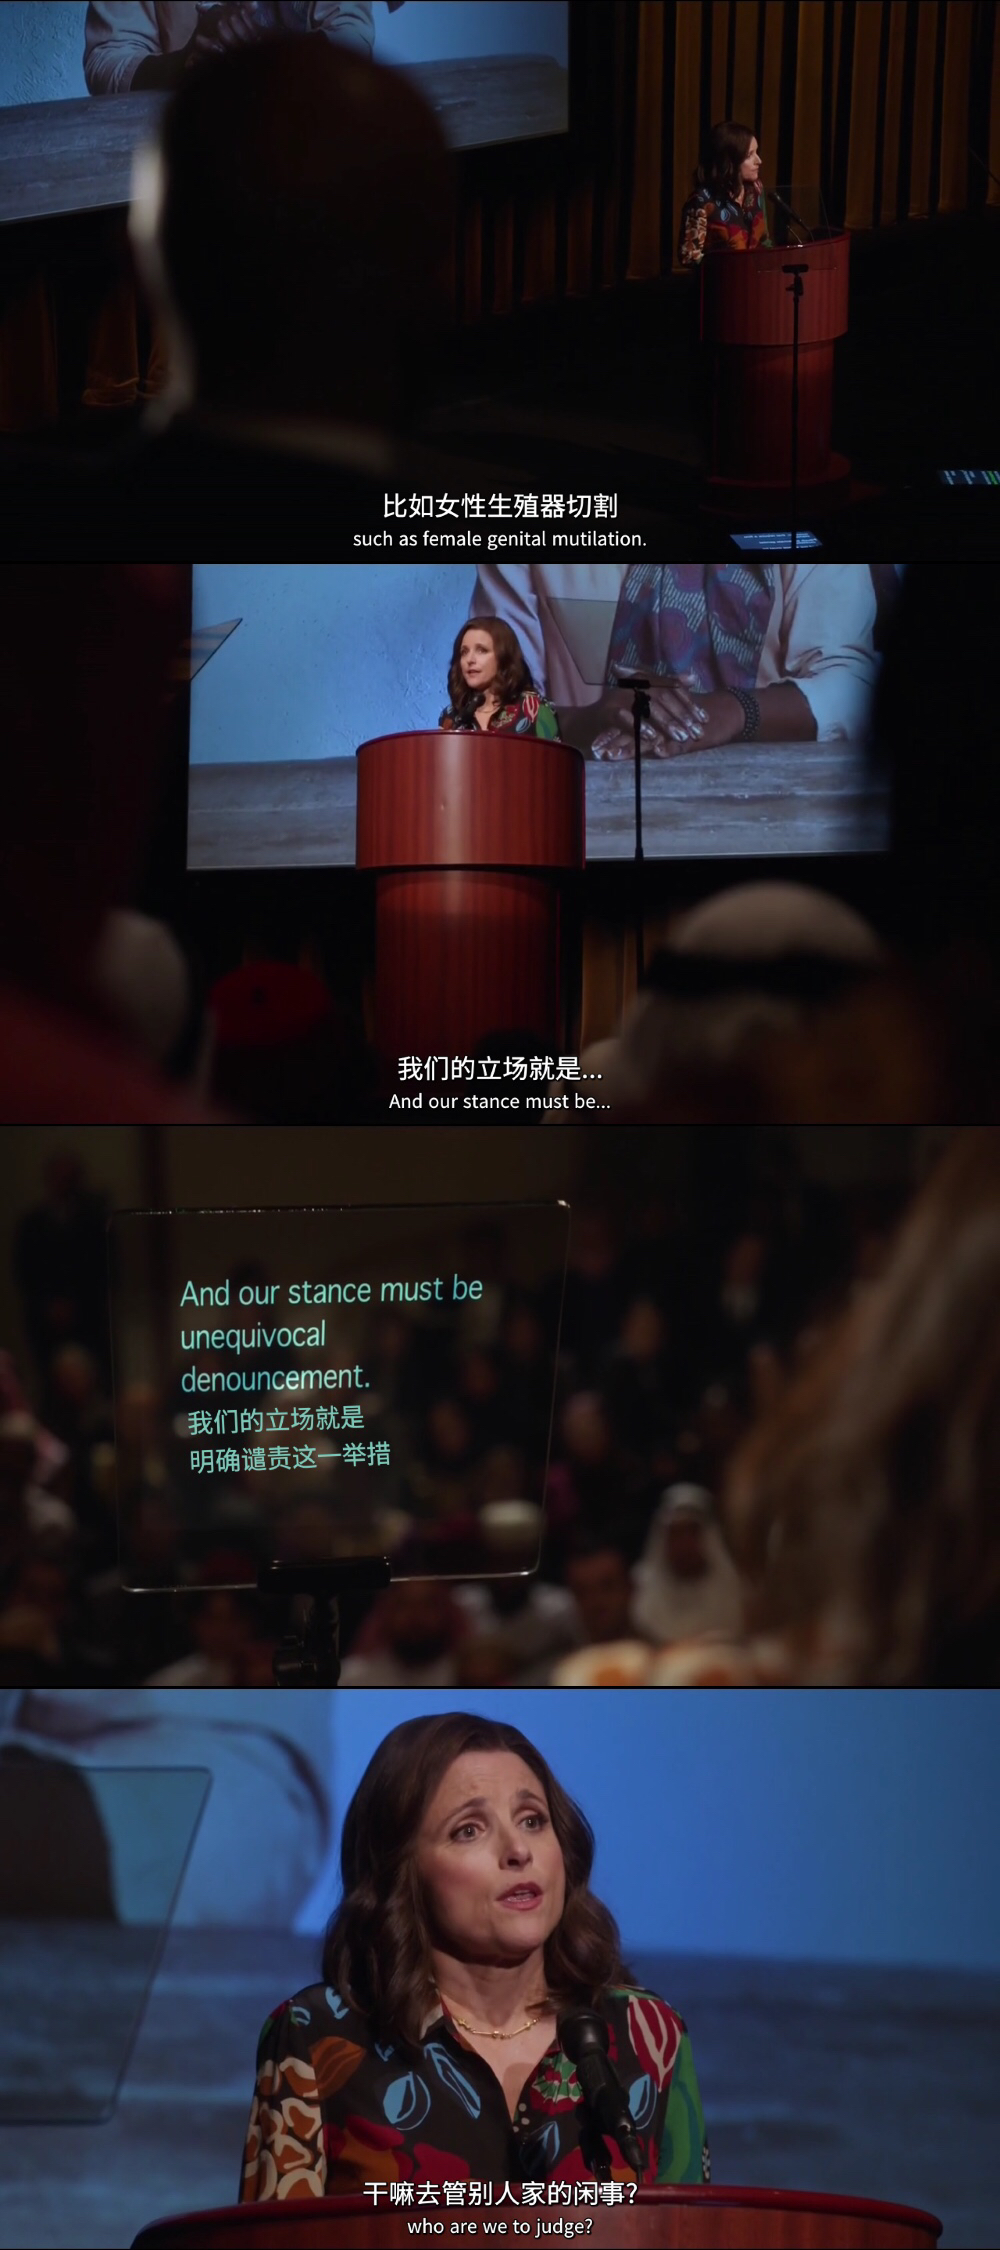 比如女性生殖器切割
such as female genital mutilation.
我们的立场就是...
And our stance must be...
And our stance must be
unequivocal
denouncement.
我们的立场就是
明确谴责这一举措
干嘛去管别人家的闲事?
who are we to judge?